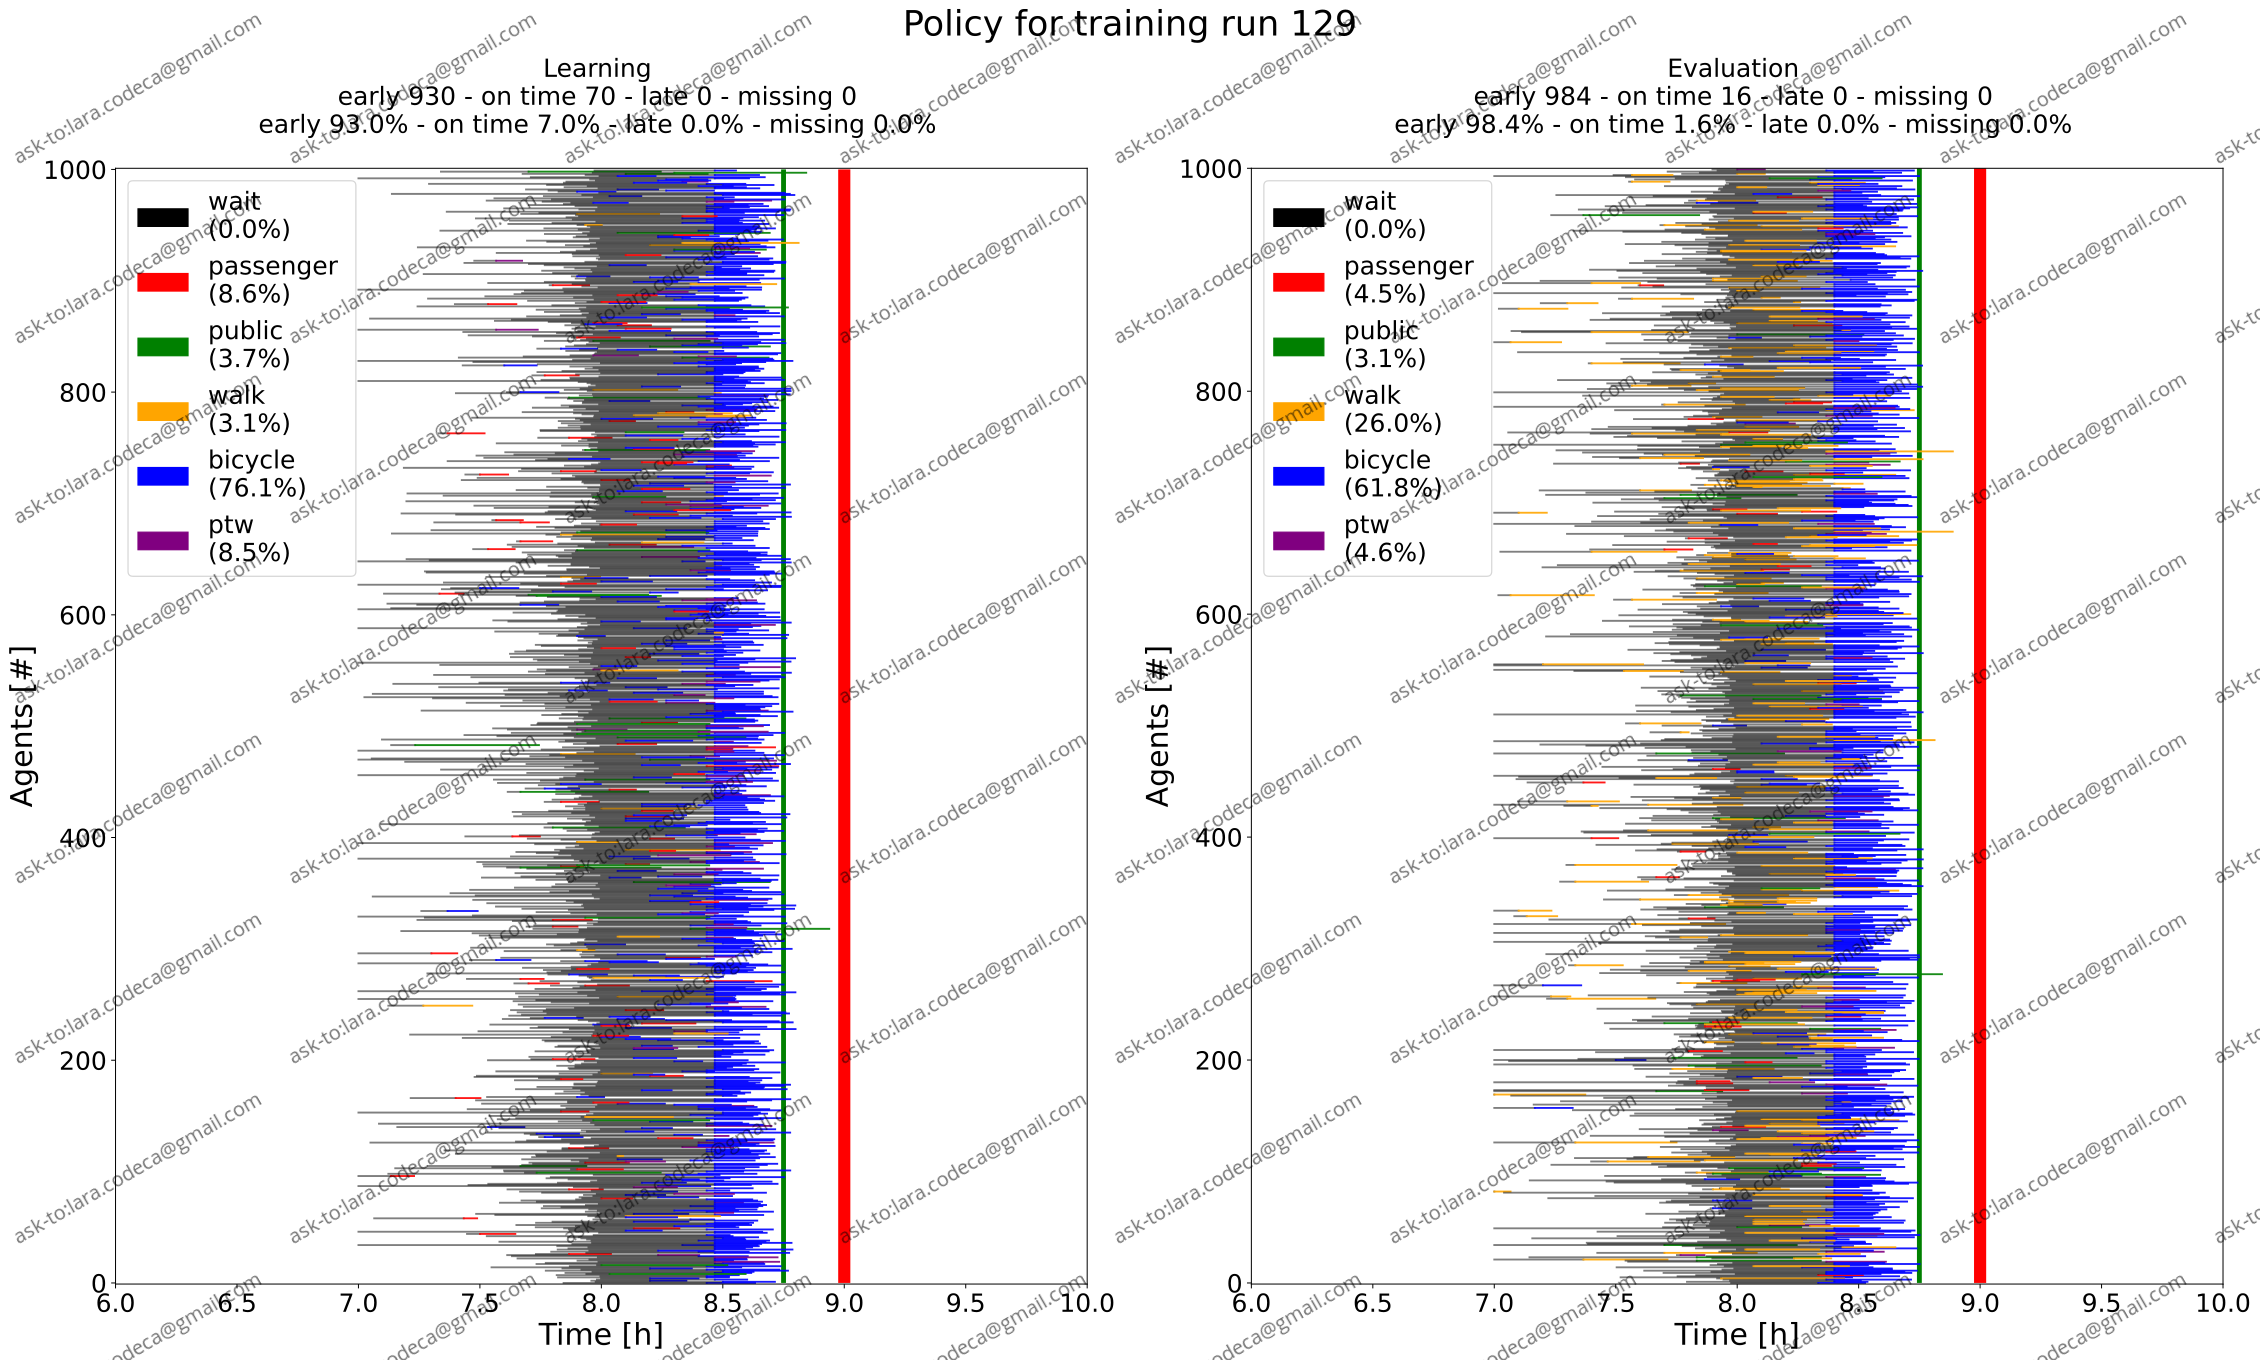 Policy for training run 129
Learning
early 930 - on time 70 - late 0 - missing 0
early 93.0% - on time 7.0% - late 0.0% - missing 0.0%
1000
800
600
400
200
0
Agents [#]
wait
(0.0%)
passenger
(8.6%)
public
(3.7%)
walk
(3.1%)
bicycle
(76.1%)
ptw
(8.5%)
6.0 6.5 7.0 7.5 8.0 8.5 9.0 9.5 10.0
Time [h]
Evaluation
early 984 - on time 16 - late 0 - missing 0
early 98.4% - on time 1.6% - late 0.0% - missing 0.0%
1000
800
600
400
200
0
Agents [#]
wait
(0.0%)
passenger
(4.5%)
public
(3.1%)
walk
(26.0%)
bicycle
(61.8%)
ptw
(4.6%)
6.0 6.5 7.0 7.5 8.0 8.5 9.0 9.5 10.0
Time [h]
ask-to:lara.codeca@gmail.com